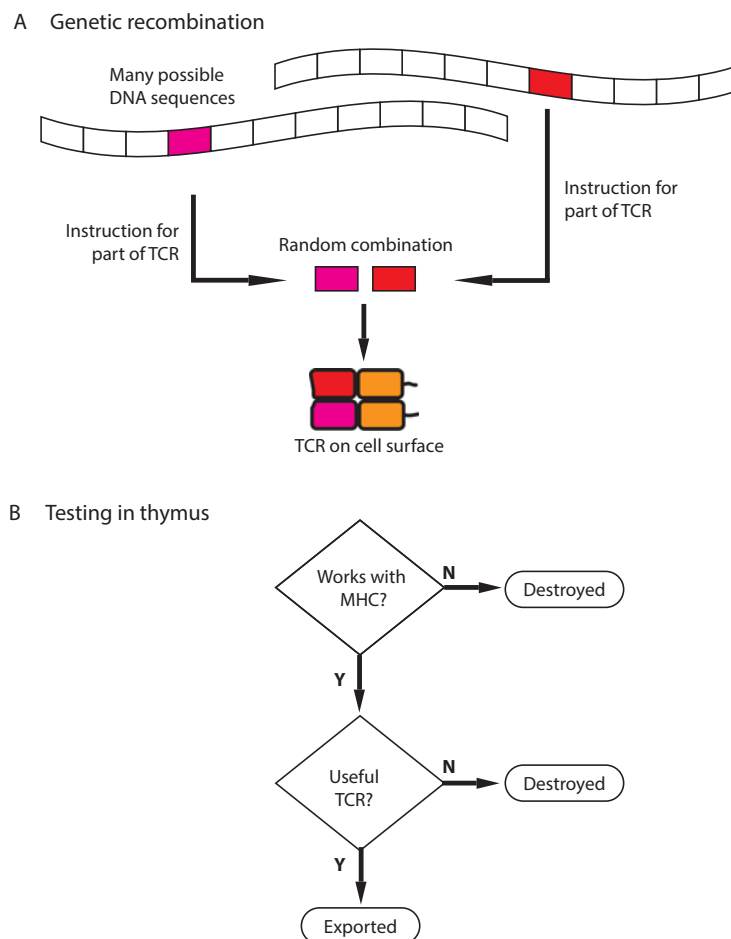 A Genetic recombination
Many possible
DNA sequences
Instruction for
part of TCR
Instruction for
part of TCR
Random combination
TCR on cell surface
B Testing in thymus
Works with
MHC?
N
Destroyed
Y
Useful
TCR?
N
Destroyed
Y
Exported